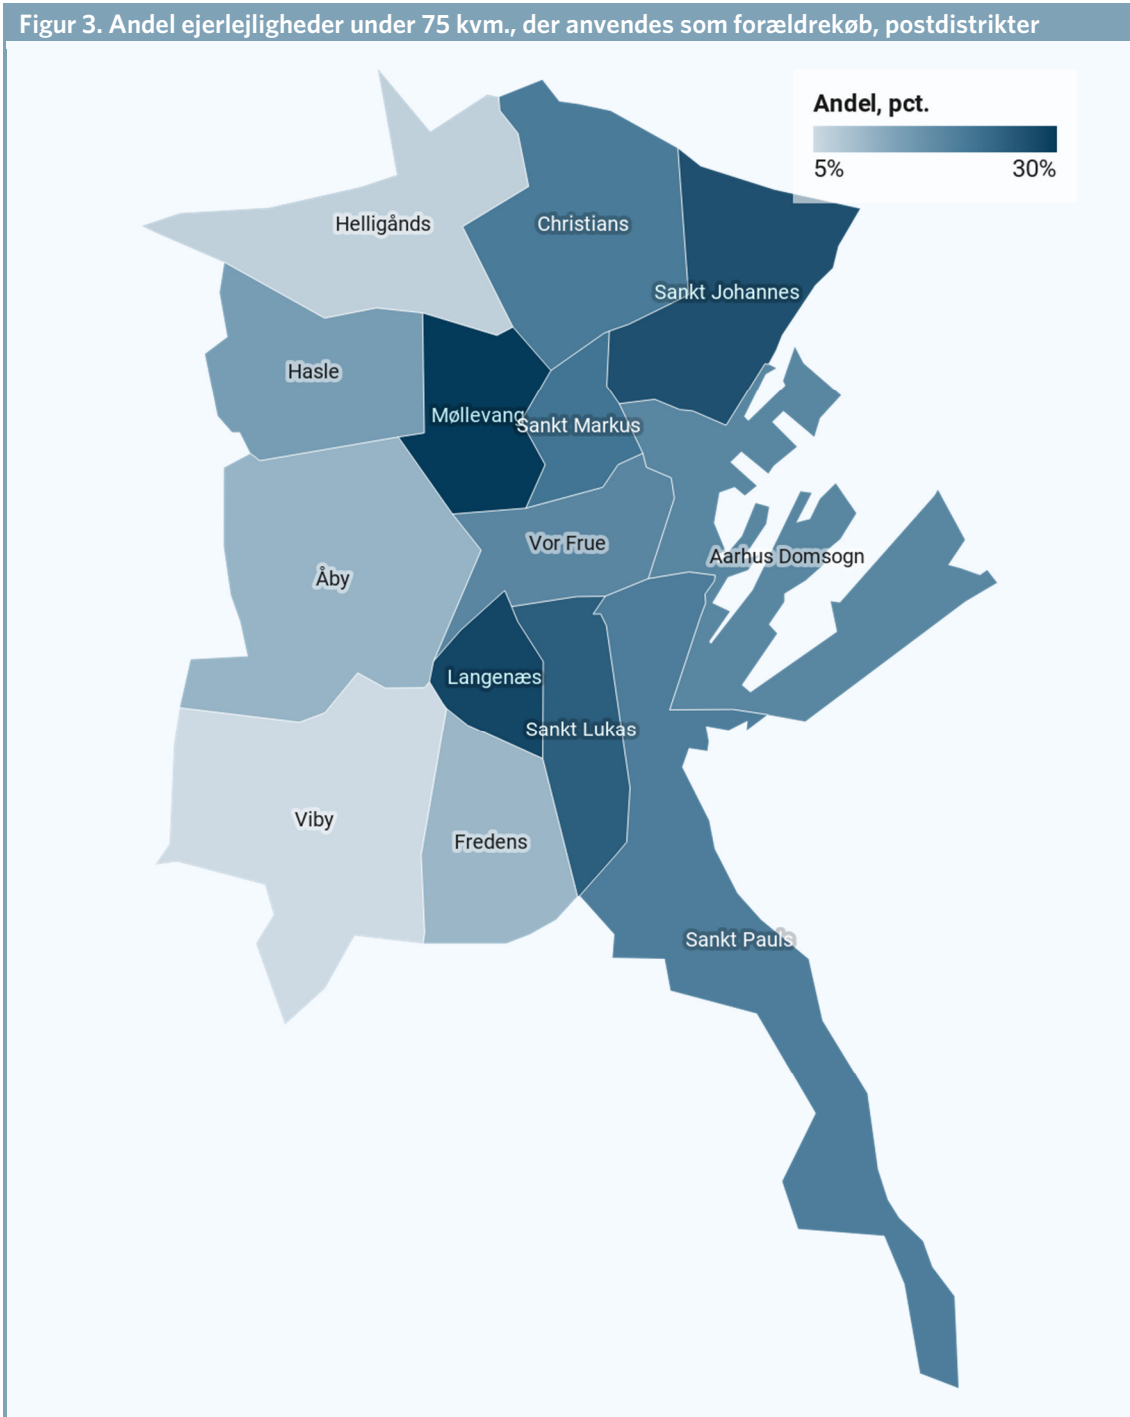 Figur 3. Andel ejerlejligheder under 75 kvm., der anvendes som forældrekøb, postdistrikter
Andel, pct.
5% 30%
Helligånds
Christians
Sankt Johannes
Hasle
Møllevang
Sankt Markus
Vor Frue
Aarhus Domsogn
Åby
Langenæs
Sankt Lukas
Viby
Fredens
Sankt Pauls